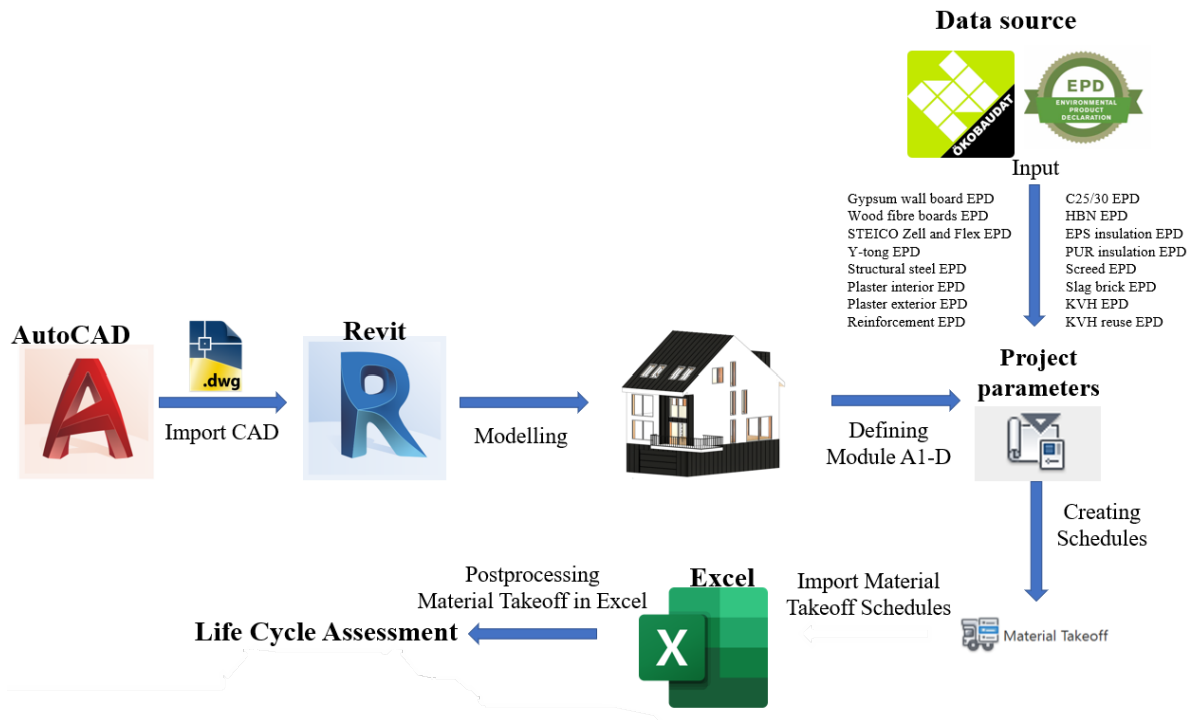 Data source
ÖKOBAUDAT
EPD
ENVIRONMENTAL
PRODUCT
DECLARATION
Input
Gypsum wall board EPD
Wood fibre boards EPD
STEICO Zell and Flex EPD
Y-tong EPD
Structural steel EPD
Plaster interior EPD
Plaster exterior EPD
Reinforcement EPD
C25/30 EPD
HBN EPD
EPS insulation EPD
PUR insulation EPD
Screed EPD
Slag brick EPD
KVH EPD
KVH reuse EPD
AutoCAD
A
.dwg
Import CAD
Revit
R
Modelling
Defining
Module A1-D
Project
parameters
Creating
Schedules
Material Takeoff
Import Material
Takeoff Schedules
Excel
X
Postprocessing
Material Takeoff in Excel
Life Cycle Assessment